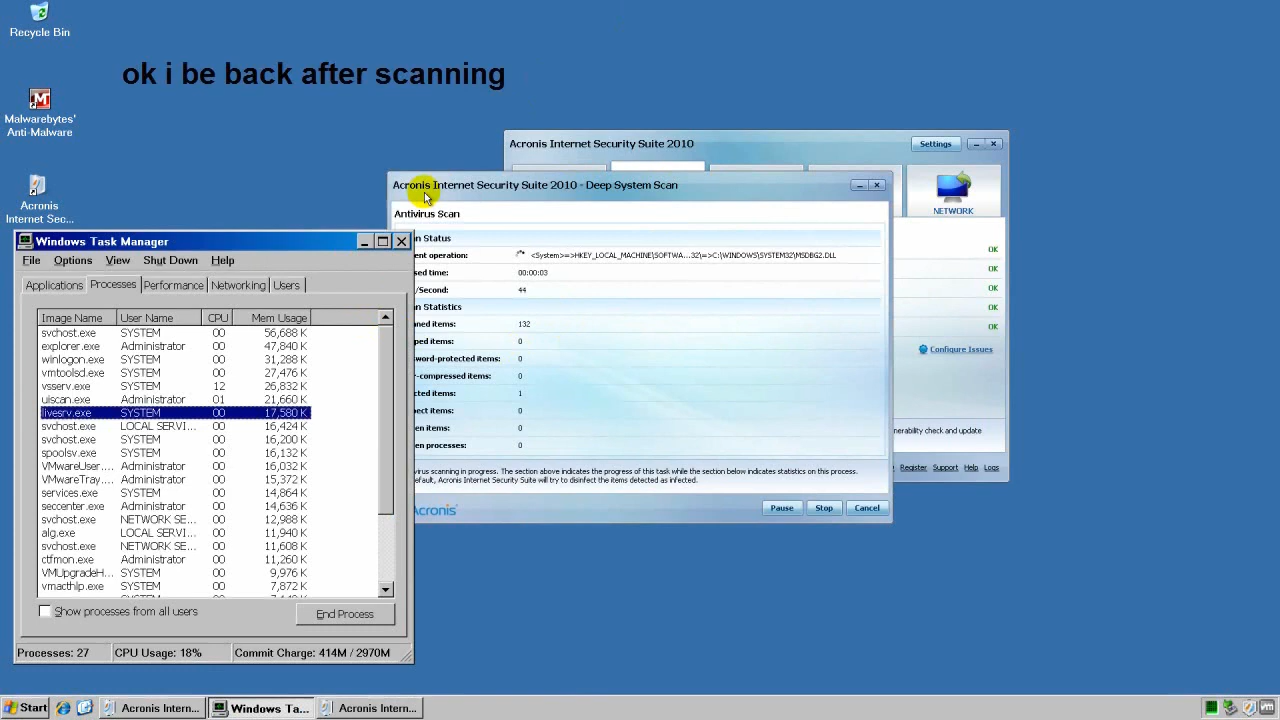 Recycle Bin
ok i be back after scanning
Malwarebytes'
Anti-Malware
Acronis
Internet Sec...
Acronis Internet Security Suite 2010
Settings
NETWORK
OK
OK
OK
OK
OK
Configure Issues
nerability check and update
Register Support Help Logs
Acronis Internet Security Suite 2010 - Deep System Scan
Antivirus Scan
n Status
ent operation: <System>=>HKEY_LOCAL_MACHINE\SOFTWA...32\=>C:\WINDOWS\SYSTEM32\MSDBG2.DLL
sed time: 00:00:03
/Second: 44
n Statistics
ned items: 132
ped items: 0
word-protected items: 0
r-compressed items: 0
cted items: 1
pect items: 0
en items: 0
en processes: 0
virus scanning in progress. The section above indicates the progress of this task while the section below indicates statistics on this process.
default, Acronis Internet Security Suite will try to disinfect the items detected as infected.
Acronis
Pause Stop Cancel
Windows Task Manager
File Options View Shut Down Help
Applications Processes Performance Networking Users
Image Name User Name CPU Mem Usage
svchost.exe SYSTEM 00 56,688 K
explorer.exe Administrator 00 47,840 K
winlogon.exe SYSTEM 00 31,288 K
vmtoolsd.exe SYSTEM 00 27,476 K
vsserv.exe SYSTEM 12 26,832 K
uiscan.exe Administrator 01 21,660 K
livesrv.exe SYSTEM 00 17,580 K
svchost.exe LOCAL SERVI... 00 16,424 K
svchost.exe SYSTEM 00 16,200 K
spoolsv.exe SYSTEM 00 16,132 K
VMwareUser.... Administrator 00 16,032 K
VMwareTray.... Administrator 00 15,372 K
services.exe SYSTEM 00 14,864 K
seccenter.exe Administrator 00 14,636 K
svchost.exe NETWORK SE... 00 12,988 K
alg.exe LOCAL SERVI... 00 11,940 K
svchost.exe NETWORK SE... 00 11,608 K
ctfmon.exe Administrator 00 11,260 K
VMUpgradeH... SYSTEM 00 9,976 K
vmacthlp.exe SYSTEM 00 7,872 K
Show processes from all users
End Process
Processes: 27 CPU Usage: 18% Commit Charge: 414M / 2970M
Start Acronis Intern... Windows Ta... Acronis Intern...